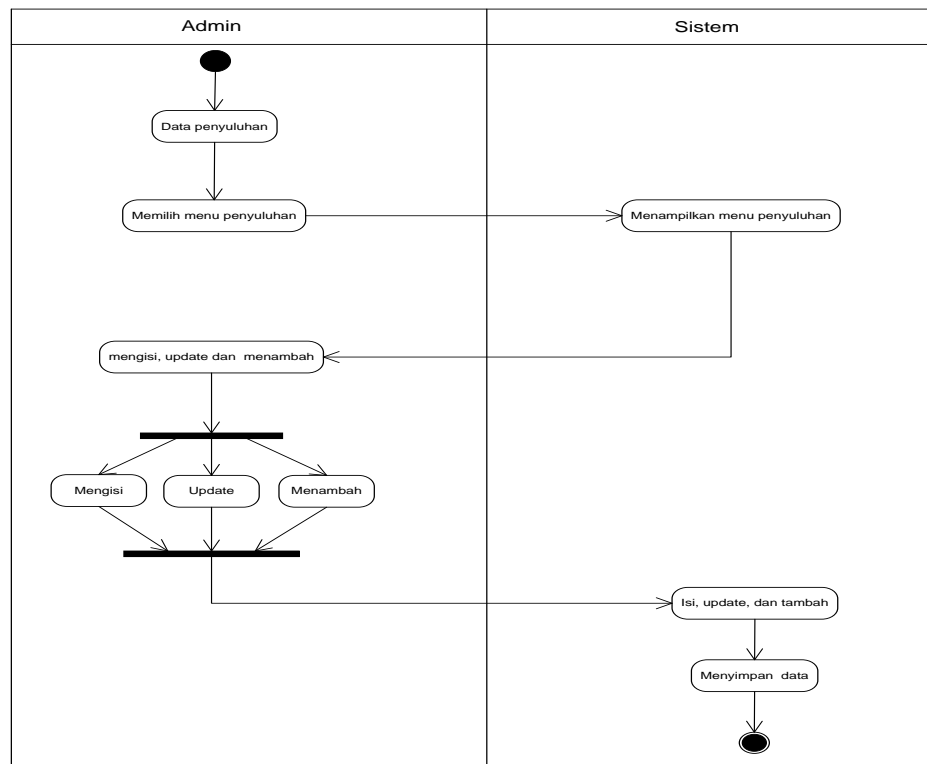 Admin
Sistem
Data penyuluhan
Memilih menu penyuluhan
Menampilkan menu penyuluhan
mengisi, update dan menambah
Mengisi
Update
Menambah
Isi, update, dan tambah
Menyimpan data